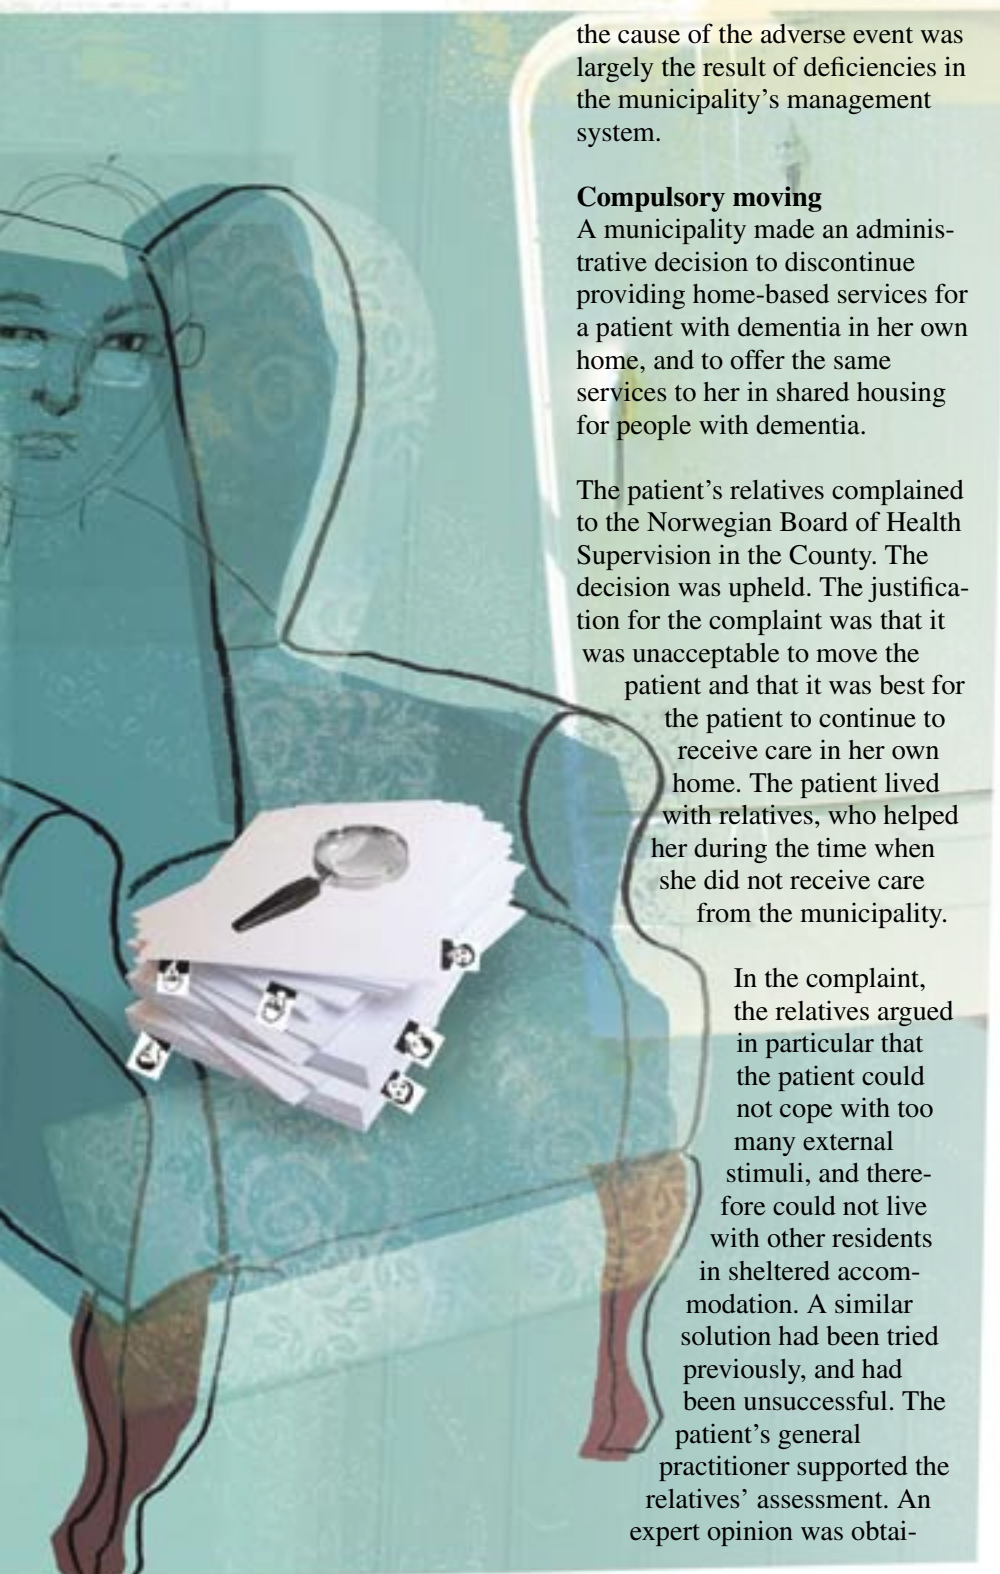 the cause of the adverse event was
largely the result of deficiencies in
the municipality's management
system.
Compulsory moving
A municipality made an adminis-
trative decision to discontinue
providing home-based services for
a patient with dementia in her own
home, and to offer the same
services to her in shared housing
for people with dementia.
The patient's relatives complained
to the Norwegian Board of Health
Supervision in the County. The
decision was upheld. The justifica-
tion for the complaint was that it
was unacceptable to move the
patient and that it was best for
the patient to continue to
receive care in her own
home. The patient lived
with relatives, who helped
her during the time when
she did not receive care
from the municipality.
In the complaint,
the relatives argued
in particular that
the patient could
not cope with too
many external
stimuli, and there-
fore could not live
with other residents
in sheltered accom-
modation. A similar
solution had been tried
previously, and had
been unsuccessful. The
patient's general
practitioner supported the
relatives' assessment. An
expert opinion was obtai-